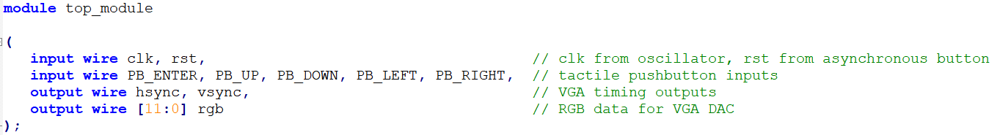 module top_module
(
input wire clk, rst, // clk from oscillator, rst from asynchronous button
input wire PB_ENTER, PB_UP, PB_DOWN, PB_LEFT, PB_RIGHT, // tactile pushbutton inputs
output wire hsync, vsync, // VGA timing outputs
output wire [11:0] rgb // RGB data for VGA DAC
);